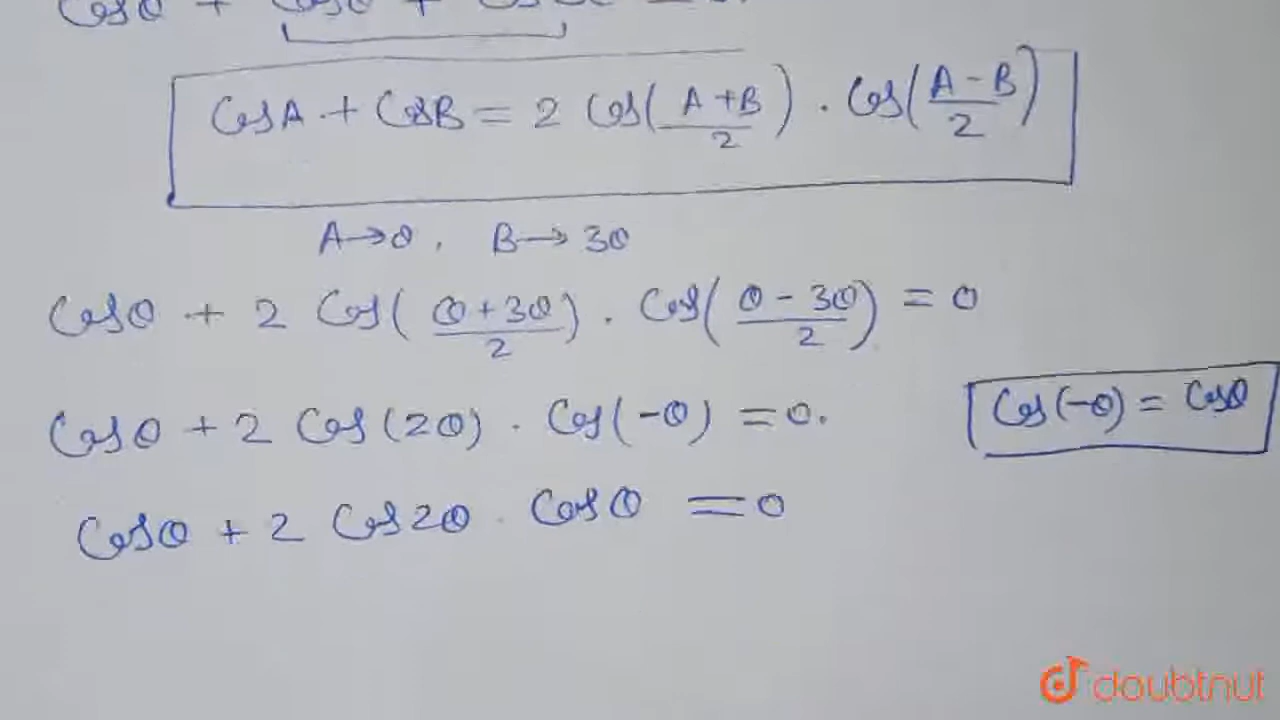 Cosθ +
CosA + CosB = 2 Cos(A+B/2) . Cos(A-B/2)
A→θ, B→3θ
Cosθ + 2 Cos(θ+3θ/2) . Cos(θ-3θ/2) = 0
Cosθ + 2 Cos(2θ) . Cos(-θ) = 0.
Cos(-θ) = Cosθ
Cosθ + 2 Cos2θ . Cosθ = 0
doubtnut